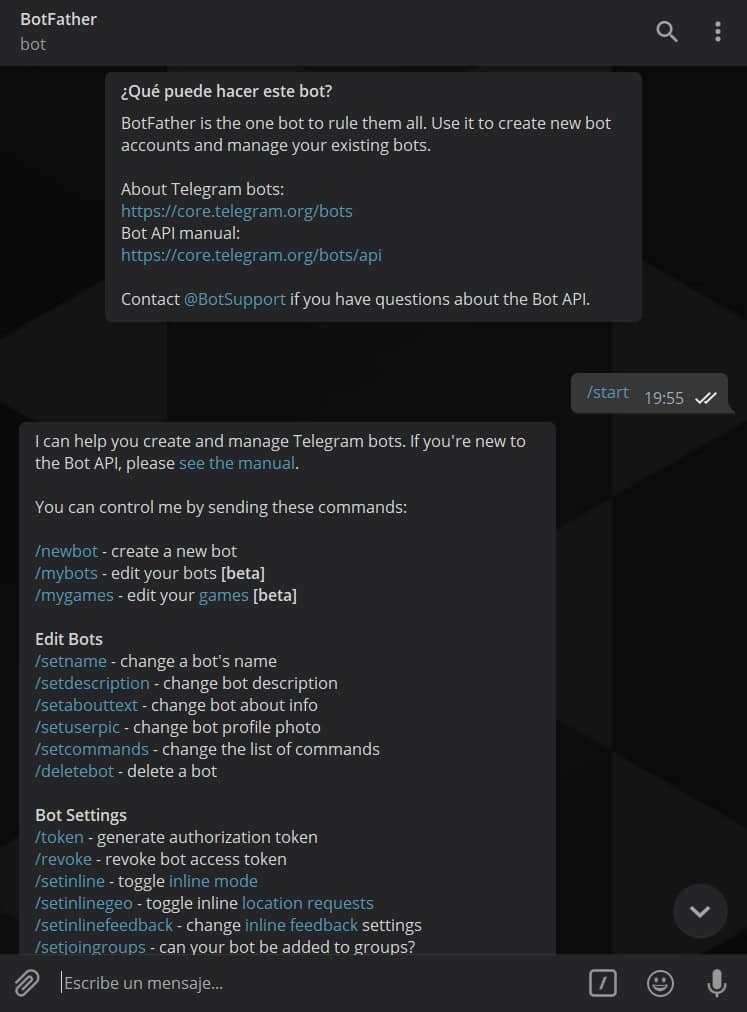 BotFather
bot
¿Qué puede hacer este bot?
BotFather is the one bot to rule them all. Use it to create new bot
accounts and manage your existing bots.
About Telegram bots:
https://core.telegram.org/bots
Bot API manual:
https://core.telegram.org/bots/api
Contact @BotSupport if you have questions about the Bot API.
/start 19:55
I can help you create and manage Telegram bots. If you're new to
the Bot API, please see the manual.
You can control me by sending these commands:
/newbot - create a new bot
/mybots - edit your bots [beta]
/mygames - edit your games [beta]
Edit Bots
/setname - change a bot's name
/setdescription - change bot description
/setabouttext - change bot about info
/setuserpic - change bot profile photo
/setcommands - change the list of commands
/deletebot - delete a bot
Bot Settings
/token - generate authorization token
/revoke - revoke bot access token
/setinline - toggle inline mode
/setinlinegeo - toggle inline location requests
/setinlinefeedback - change inline feedback settings
/setjoingroups - can your bot be added to groups?
Escribe un mensaje...